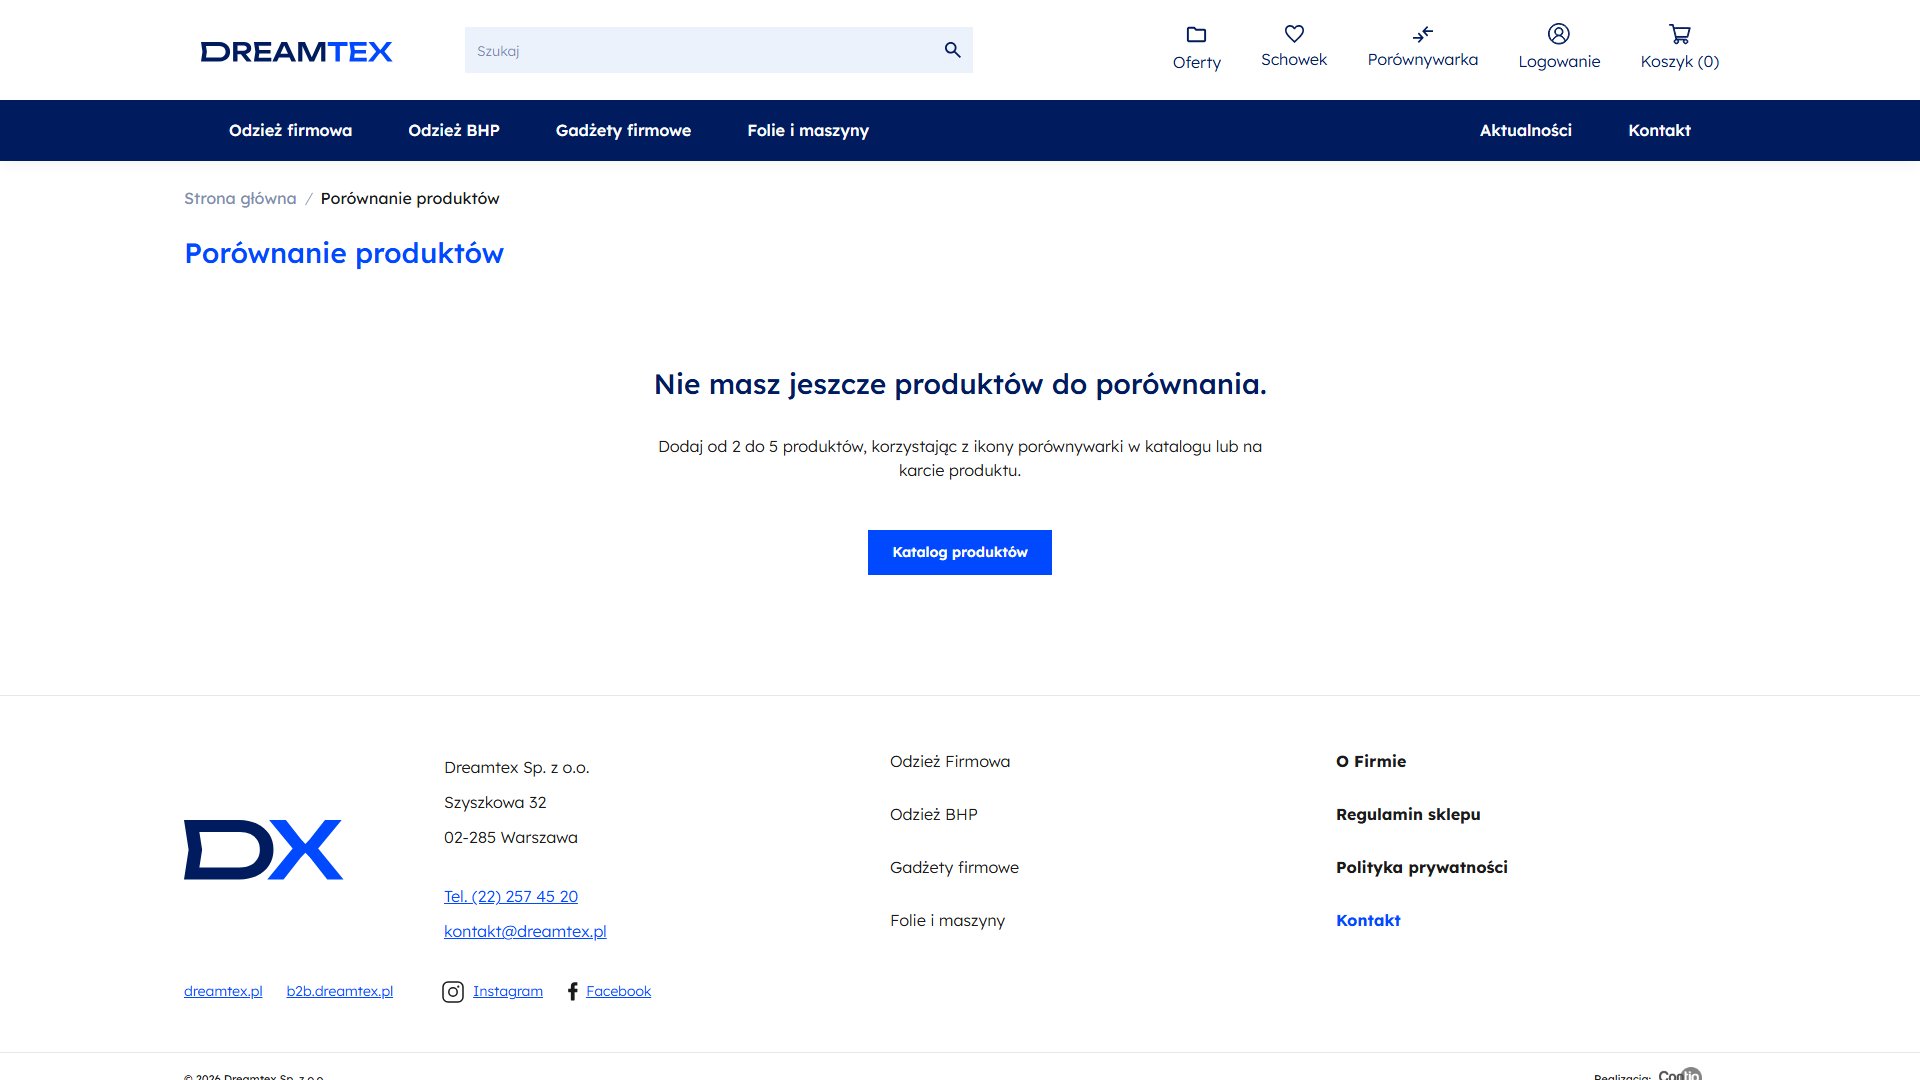 DREAMTEX
Szukaj
Oferty
Schowek
Porównywarka
Logowanie
Koszyk (0)
Odzież firmowa
Odzież BHP
Gadżety firmowe
Folie i maszyny
Aktualności
Kontakt
Strona główna / Porównanie produktów
Porównanie produktów
Nie masz jeszcze produktów do porównania.
Dodaj od 2 do 5 produktów, korzystając z ikony porównywarki w katalogu lub na
karcie produktu.
Katalog produktów
DX
Dreamtex Sp. z o.o.
Szyszkowa 32
02-285 Warszawa
Tel. (22) 257 45 20
kontakt@dreamtex.pl
Odzież Firmowa
Odzież BHP
Gadżety firmowe
Folie i maszyny
O Firmie
Regulamin sklepu
Polityka prywatności
Kontakt
dreamtex.pl
b2b.dreamtex.pl
Instagram
Facebook
© 2026 Dreamtex Sp. z o.o.
Realizacja: